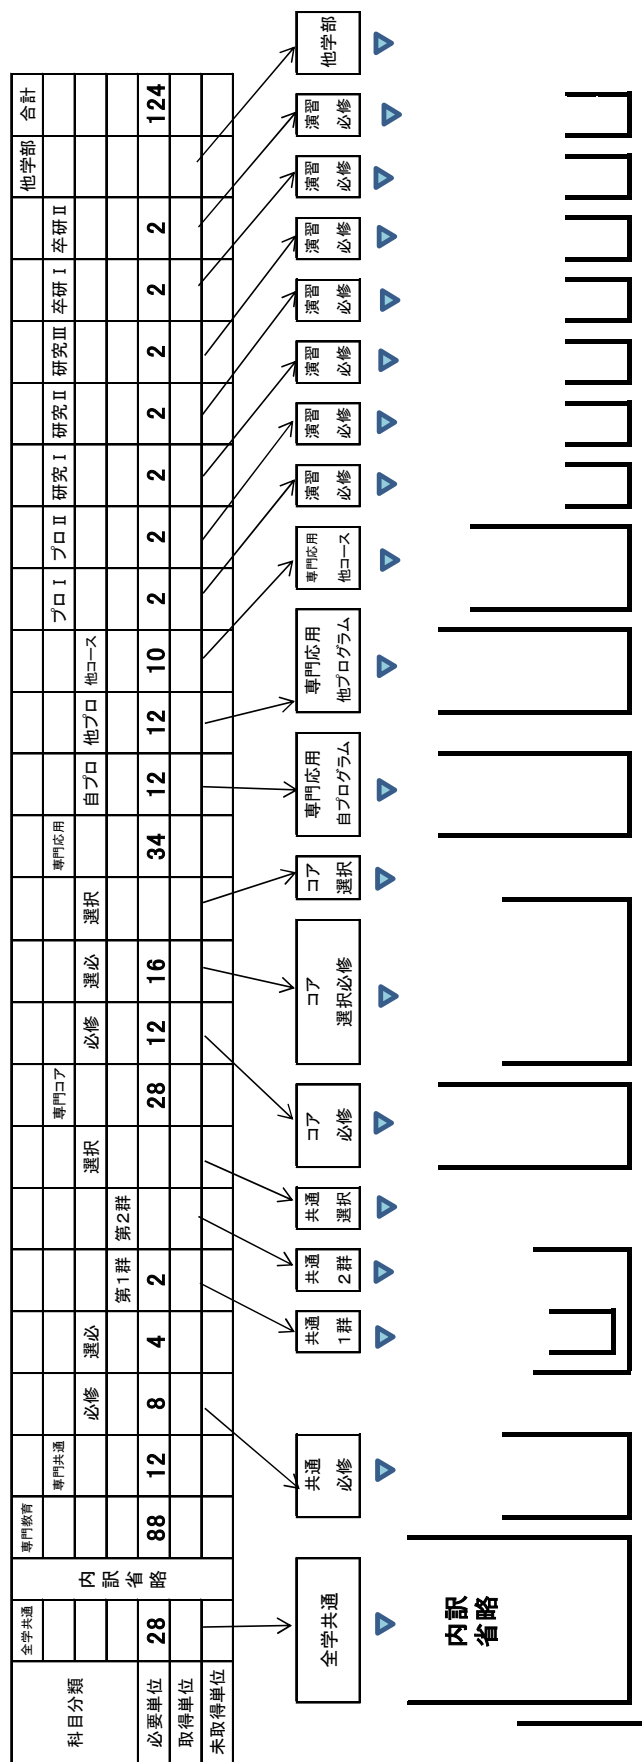 全学共通 専門教育 他学部 合計
専門共通 専門コア 専門応用 プロⅠ プロⅡ 研究Ⅰ 研究Ⅱ 研究Ⅲ 卒研Ⅰ 卒研Ⅱ
科目分類 内訳省略 必修 選必 選択 必修 選必 選択 自プロ 他プロ 他コース
第1群 第2群
必要単位 28 88 12 8 4 2 28 12 16 34 12 12 10 2 2 2 2 2 2 2 124
取得単位
未取得単位
全学共通
共通
必修
共通
1群
共通
2群
共通
選択
コア
必修
コア
選択必修
コア
選択
専門応用
自プログラム
専門応用
他プログラム
専門応用
他コース
演習
必修
演習
必修
演習
必修
演習
必修
演習
必修
演習
必修
演習
必修
他学部
内訳
省略